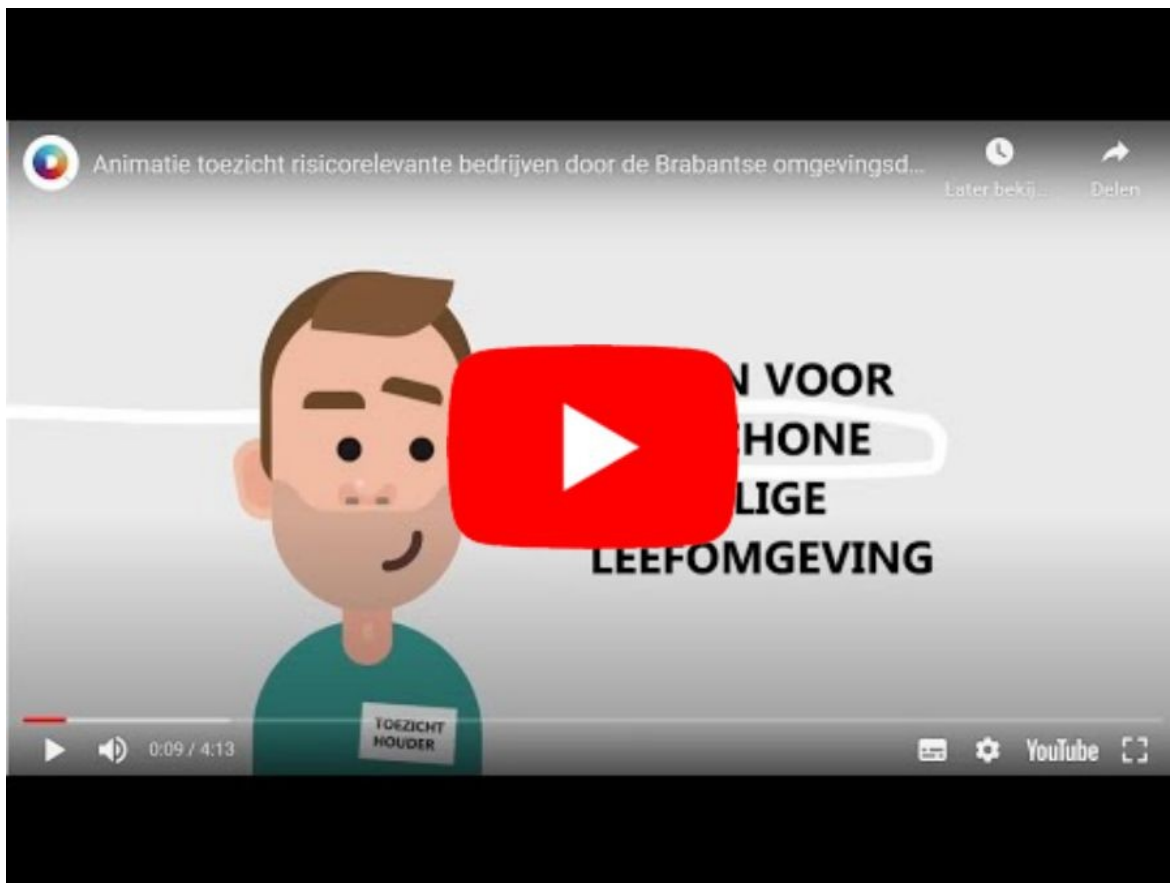 Animatie toezicht risicorelevante bedrijven door de Brabantse omgevingsd...
Later bekij...
Delen
N VOOR
HONE
LIGE
LEEFOMGEVING
TOEZICHT
HOUDER
0:09 / 4:13
YouTube